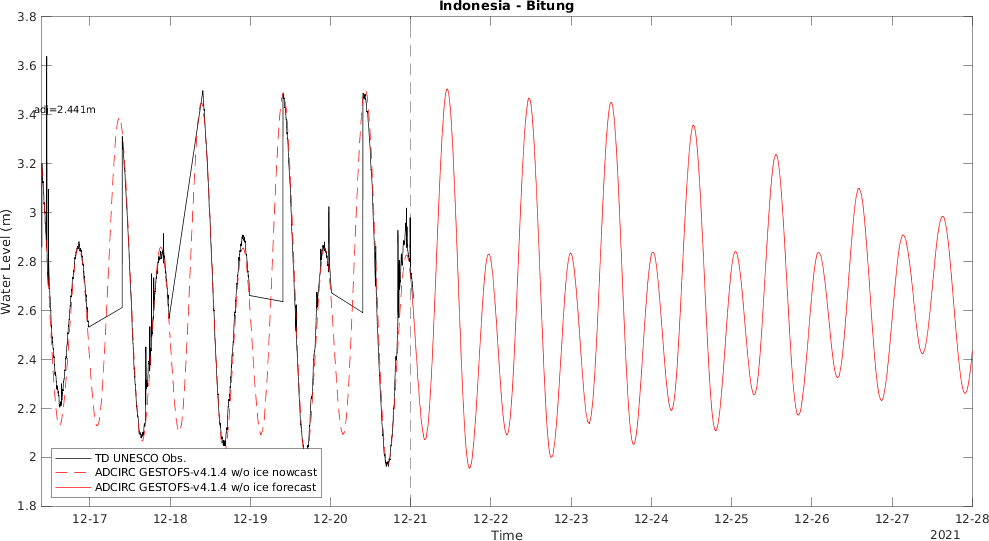 Indonesia - Bitung
3.8
3.6
adj=2.441m
3.4
3.2
3
2.8
2.6
2.4
2.2
2
1.8
Water Level (m)
TD UNESCO Obs.
ADCIRC GESTOFS-v4.1.4 w/o ice nowcast
ADCIRC GESTOFS-v4.1.4 w/o ice forecast
12-17 12-18 12-19 12-20 12-21 12-22 12-23 12-24 12-25 12-26 12-27 12-28
Time
2021